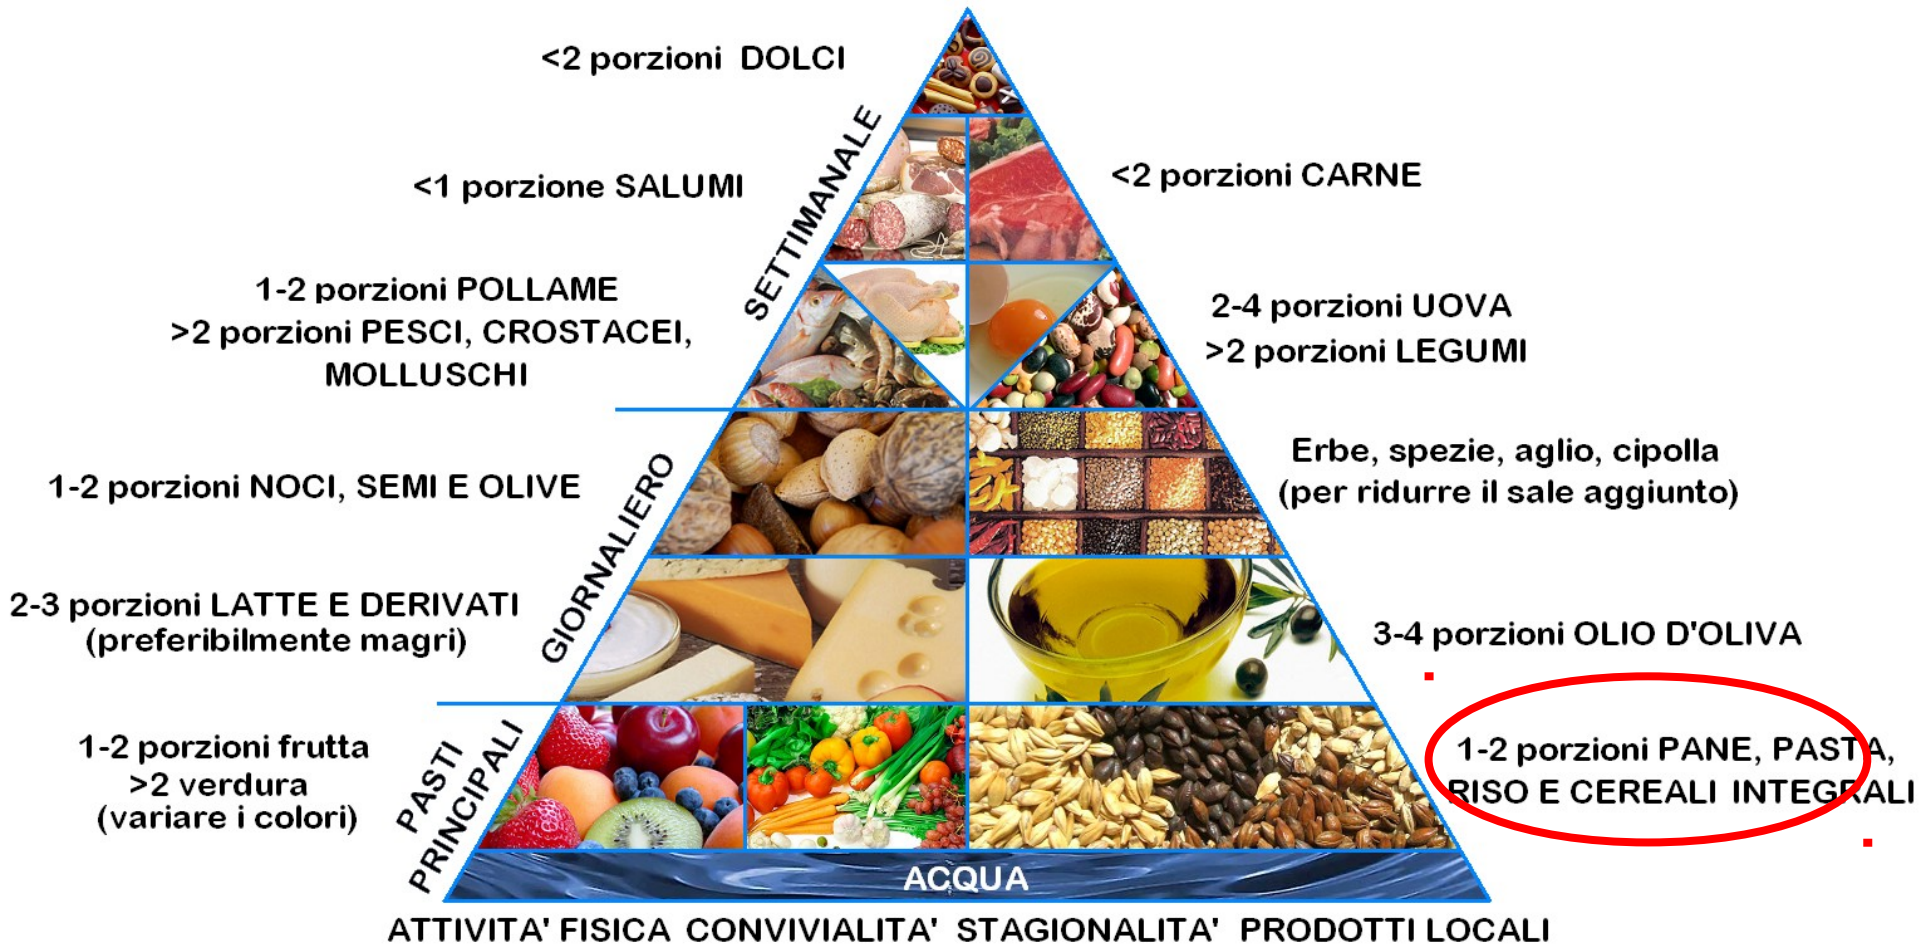 <2 porzioni DOLCI
SETTIMANALE
<1 porzione SALUMI
<2 porzioni CARNE
1-2 porzioni POLLAME
>2 porzioni PESCI, CROSTACEI,
MOLLUSCHI
2-4 porzioni UOVA
>2 porzioni LEGUMI
GIORNALIERO
1-2 porzioni NOCI, SEMI E OLIVE
Erbe, spezie, aglio, cipolla
(per ridurre il sale aggiunto)
2-3 porzioni LATTE E DERIVATI
(preferibilmente magri)
3-4 porzioni OLIO D'OLIVA
PASTI
PRINCIPALI
1-2 porzioni frutta
>2 verdura
(variare i colori)
1-2 porzioni PANE, PASTA,
RISO E CEREALI INTEGRALI
ACQUA
ATTIVITA' FISICA CONVIVIALITA' STAGIONALITA' PRODOTTI LOCALI